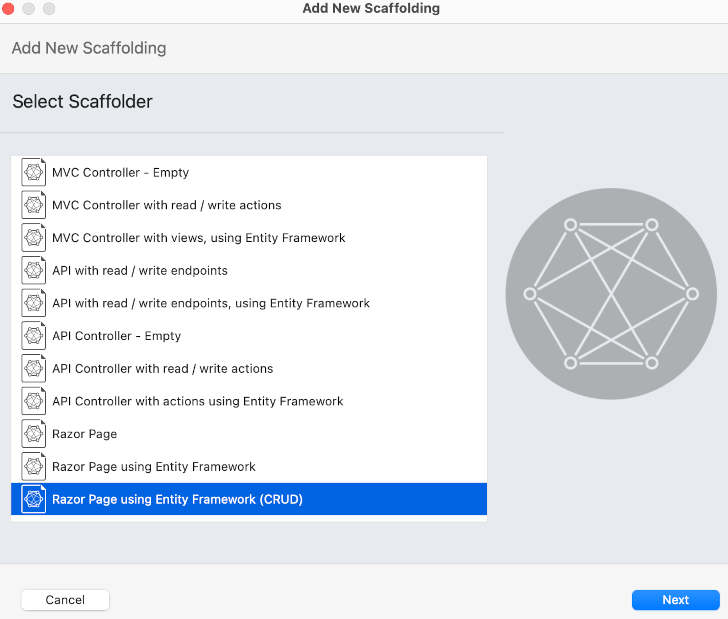 Add New Scaffolding
Add New Scaffolding
Select Scaffolder
MVC Controller - Empty
MVC Controller with read / write actions
MVC Controller with views, using Entity Framework
API with read / write endpoints
API with read / write endpoints, using Entity Framework
API Controller - Empty
API Controller with read / write actions
API Controller with actions using Entity Framework
Razor Page
Razor Page using Entity Framework
Razor Page using Entity Framework (CRUD)
Cancel
Next